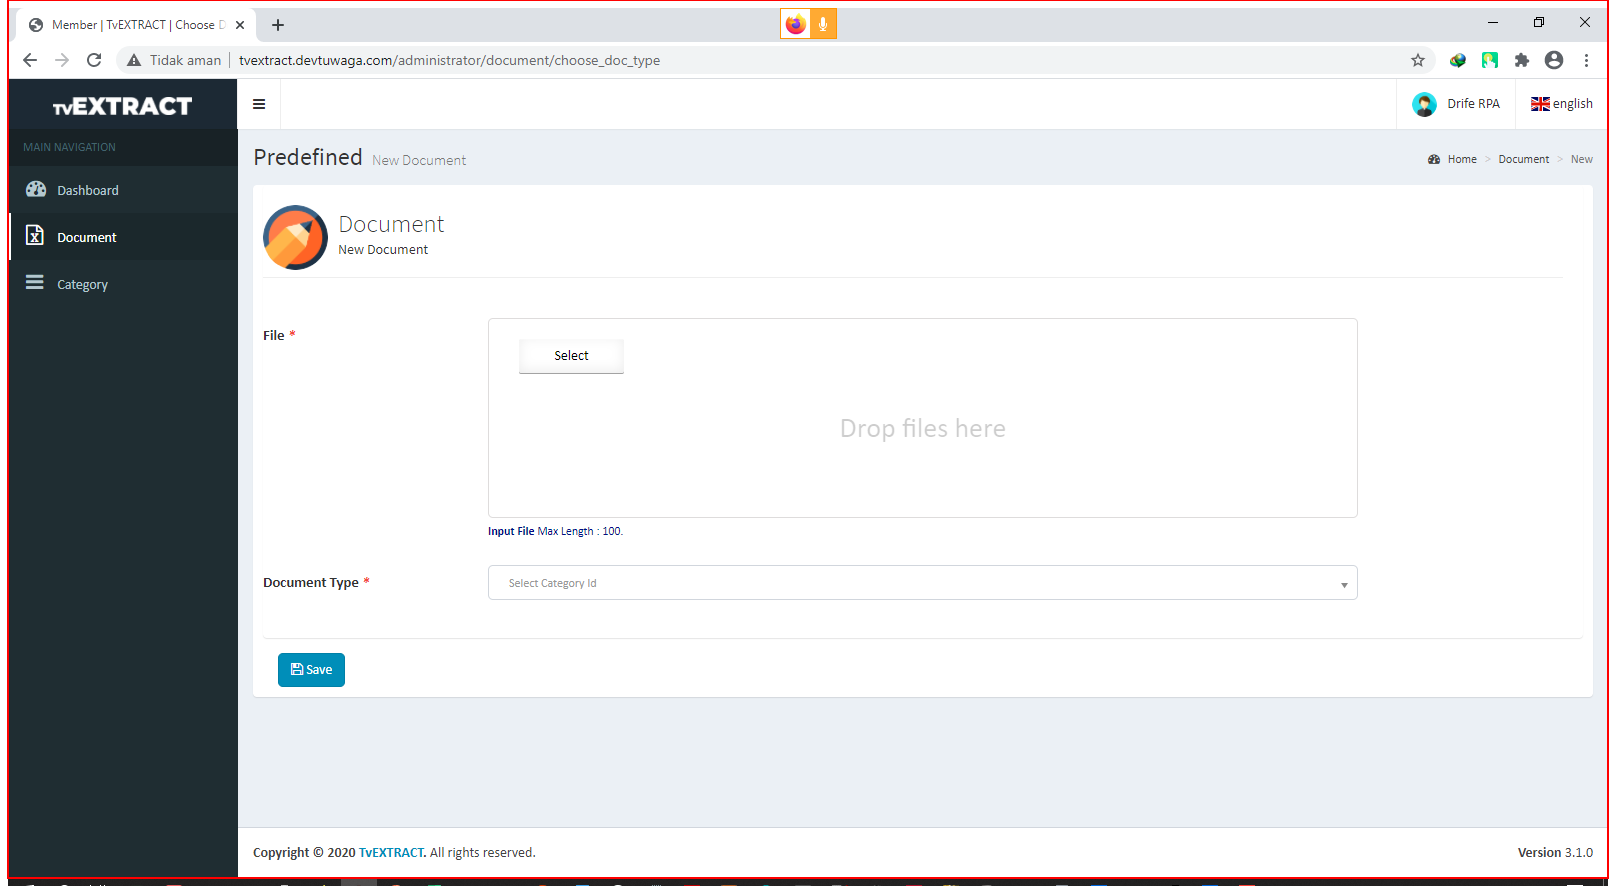 Member | TvEXTRACT | Choose D
Tidak aman
tvextract.devtuwaga.com/administrator/document/choose_doc_type
TvEXTRACT
Drife RPA
english
MAIN NAVIGATION
Dashboard
Document
Category
Predefined New Document
Home > Document > New
Document
New Document
File *
Select
Drop files here
Input File Max Length : 100.
Document Type *
Select Category Id
Save
Copyright © 2020 TvEXTRACT. All rights reserved.
Version 3.1.0